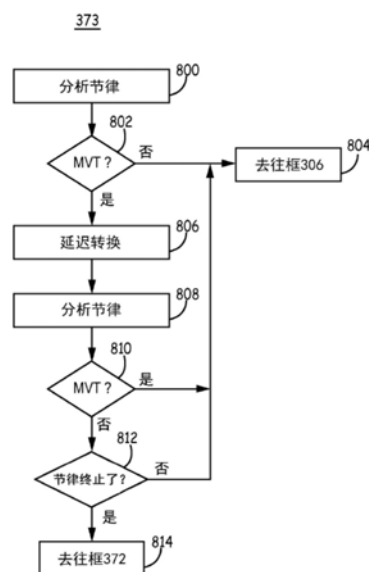 373
分析节律
800
802
MVT？
否
是
去往框306
804
延迟转换
806
分析节律
808
810
MVT？
是
否
812
节律终止了？
否
是
去往框372
814